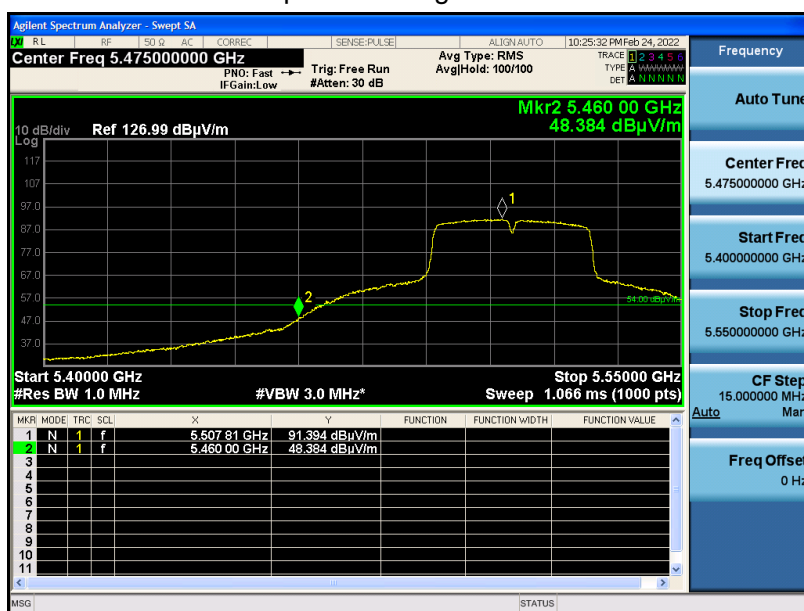 Agilent Spectrum Analyzer - Swept SA
LXI RL RF 50 Ω AC CORREC SENSE:PULSE ALIGN AUTO 10:25:32 PM Feb 24, 2022
Center Freq 5.475000000 GHz
PNO: Fast
IFGain:Low
Trig: Free Run
#Atten: 30 dB
Avg Type: RMS
Avg|Hold: 100/100
TRACE 1 2 3 4 5 6
TYPE A WWWWW
DET A N N N N N
Mkr2 5.460 00 GHz
48.384 dBµV/m
10 dB/div Ref 126.99 dBµV/m
Log
117
107
97.0
87.0
77.0
67.0
57.0
47.0
37.0
1
2
54.00 dBµV/m
Start 5.40000 GHz Stop 5.55000 GHz
#Res BW 1.0 MHz #VBW 3.0 MHz* Sweep 1.066 ms (1000 pts)
MKR MODE TRC SCL X Y FUNCTION FUNCTION WIDTH FUNCTION VALUE
1 N 1 f 5.507 81 GHz 91.394 dBµV/m
2 N 1 f 5.460 00 GHz 48.384 dBµV/m
3
4
5
6
7
8
9
10
11
MSG STATUS
Frequency
Auto Tune
Center Freq
5.475000000 GHz
Start Freq
5.400000000 GHz
Stop Freq
5.550000000 GHz
CF Step
15.000000 MHz
Auto Man
Freq Offset
0 Hz